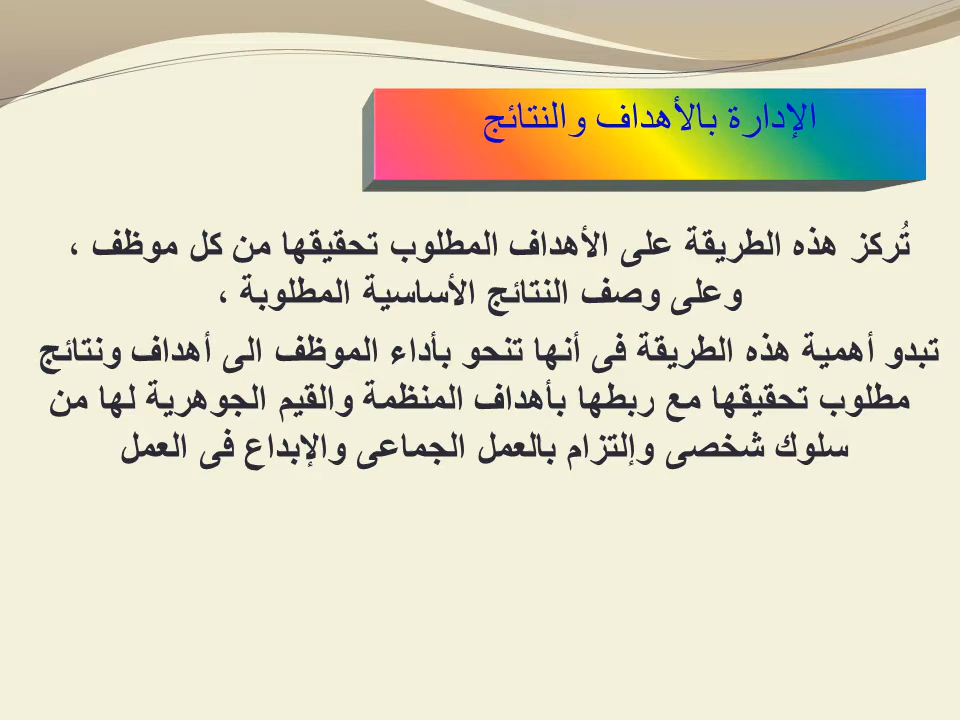 الإدارة بالأهداف والنتائج
تُركز هذه الطريقة على الأهداف المطلوب تحقيقها من كل موظف ،
وعلى وصف النتائج الأساسية المطلوبة ،
تبدو أهمية هذه الطريقة فى أنها تنحو بأداء الموظف الى أهداف ونتائج
مطلوب تحقيقها مع ربطها بأهداف المنظمة والقيم الجوهرية لها من
سلوك شخصى وإلتزام بالعمل الجماعى والإبداع فى العمل